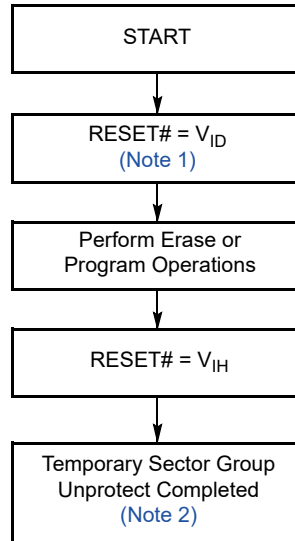 START
RESET# = VID
(Note 1)
Perform Erase or
Program Operations
RESET# = VIH
Temporary Sector Group
Unprotect Completed
(Note 2)